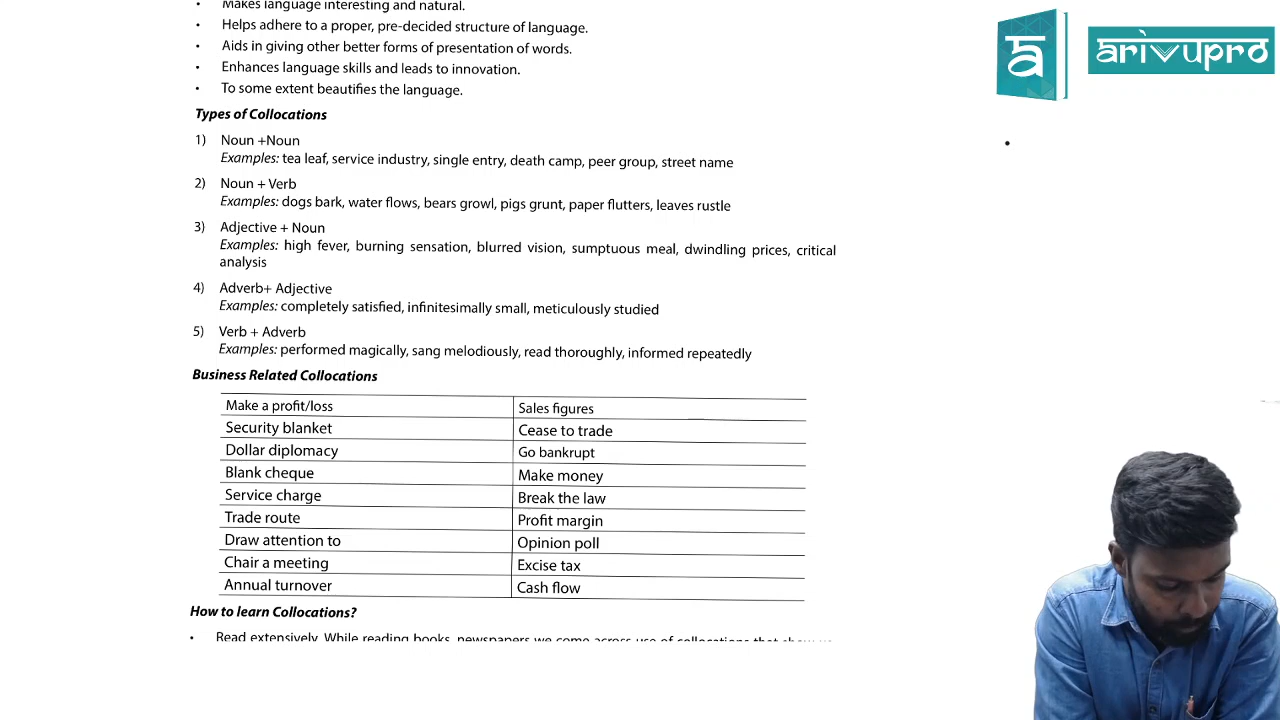 • Makes language interesting and natural.
• Helps adhere to a proper, pre-decided structure of language.
• Aids in giving other better forms of presentation of words.
• Enhances language skills and leads to innovation.
• To some extent beautifies the language.
Types of Collocations
1) Noun +Noun
Examples: tea leaf, service industry, single entry, death camp, peer group, street name
2) Noun + Verb
Examples: dogs bark, water flows, bears growl, pigs grunt, paper flutters, leaves rustle
3) Adjective + Noun
Examples: high fever, burning sensation, blurred vision, sumptuous meal, dwindling prices, critical
analysis
4) Adverb+ Adjective
Examples: completely satisfied, infinitesimally small, meticulously studied
5) Verb + Adverb
Examples: performed magically, sang melodiously, read thoroughly, informed repeatedly
Business Related Collocations
Make a profit/loss Sales figures
Security blanket Cease to trade
Dollar diplomacy Go bankrupt
Blank cheque Make money
Service charge Break the law
Trade route Profit margin
Draw attention to Opinion poll
Chair a meeting Excise tax
Annual turnover Cash flow
How to learn Collocations?
• Read extensively. While reading books, newspapers we come across use of collocations that show us
arivupro